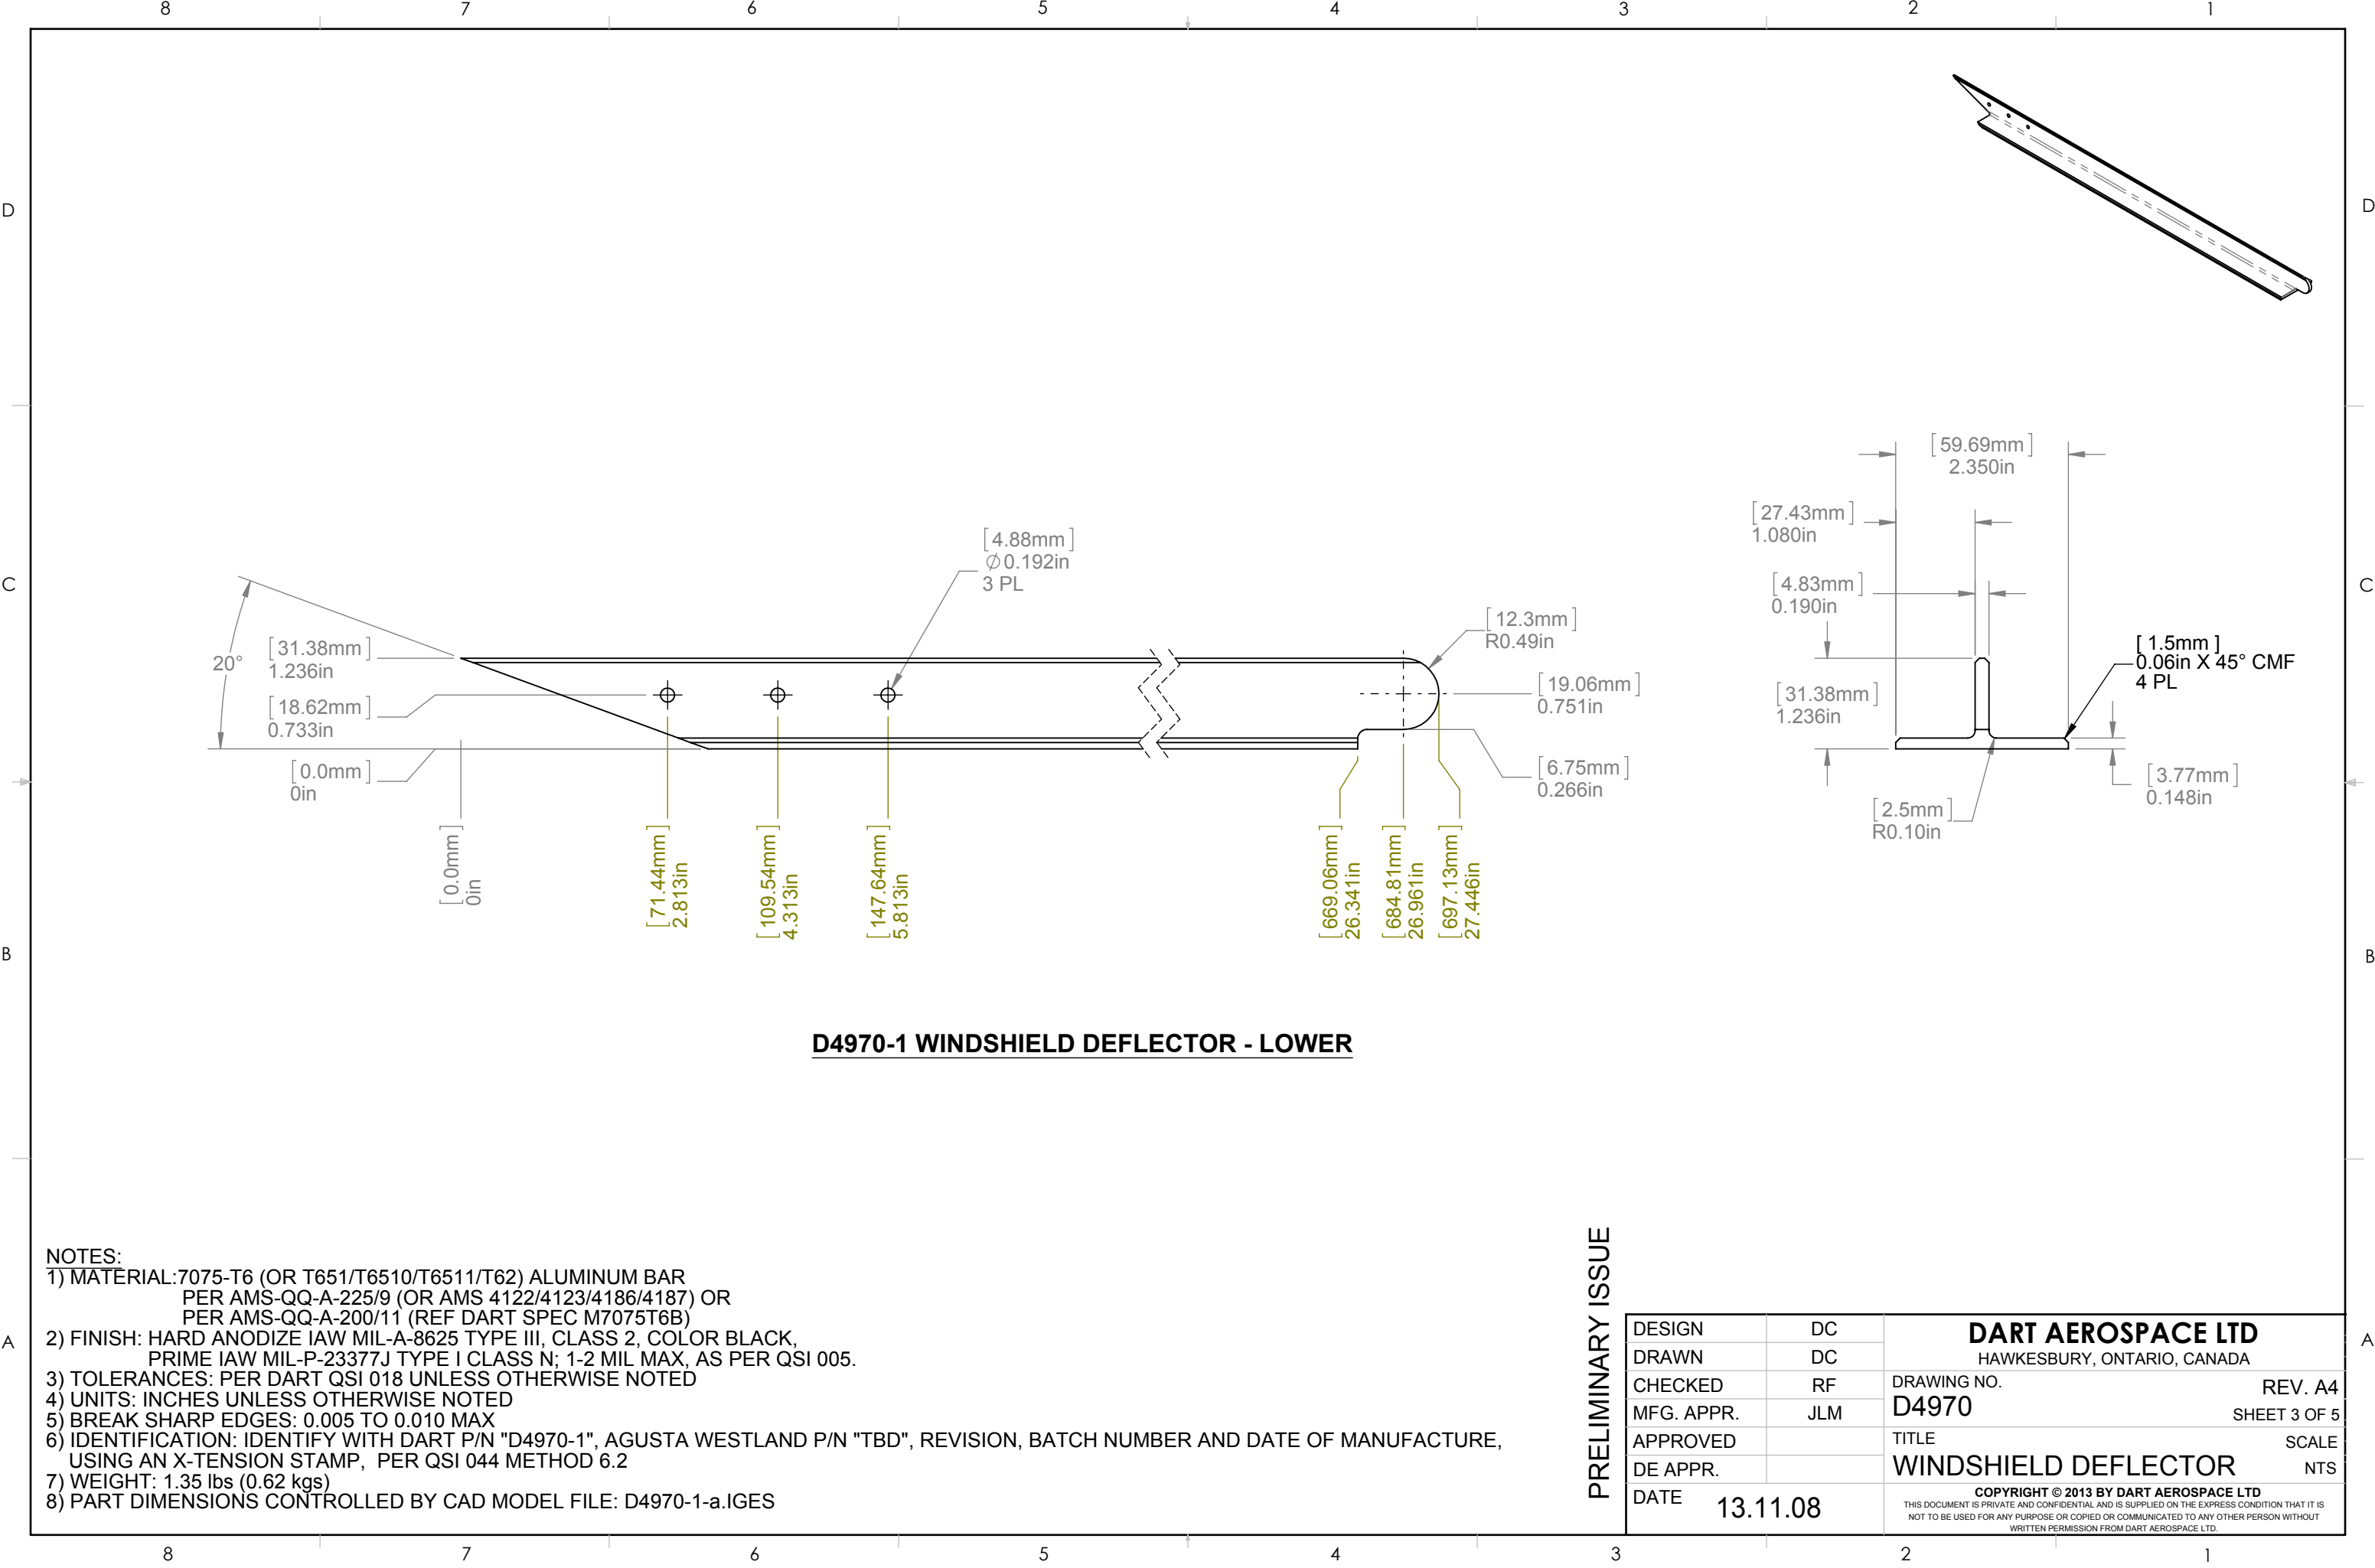 8 7 6 5 4 3 2 1
D
D
[59.69mm]
2.350in
[27.43mm]
1.080in
[4.88mm]
∅0.192in
3 PL
C
C
[4.83mm]
0.190in
[12.3mm]
R0.49in
20°
[31.38mm]
1.236in
[1.5mm]
0.06in X 45° CMF
4 PL
[18.62mm]
0.733in
[19.06mm]
0.751in
[31.38mm]
1.236in
[0.0mm]
0in
[6.75mm]
0.266in
[3.77mm]
0.148in
[2.5mm]
R0.10in
[0.0mm]
0in
[71.44mm]
2.813in
[109.54mm]
4.313in
[147.64mm]
5.813in
[669.06mm]
26.341in
[684.81mm]
26.961in
[697.13mm]
27.446in
B
B
D4970-1 WINDSHIELD DEFLECTOR - LOWER
NOTES:
1) MATERIAL:7075-T6 (OR T651/T6510/T6511/T62) ALUMINUM BAR
PER AMS-QQ-A-225/9 (OR AMS 4122/4123/4186/4187) OR
PER AMS-QQ-A-200/11 (REF DART SPEC M7075T6B)
2) FINISH: HARD ANODIZE IAW MIL-A-8625 TYPE III, CLASS 2, COLOR BLACK,
PRIME IAW MIL-P-23377J TYPE I CLASS N; 1-2 MIL MAX, AS PER QSI 005.
3) TOLERANCES: PER DART QSI 018 UNLESS OTHERWISE NOTED
4) UNITS: INCHES UNLESS OTHERWISE NOTED
5) BREAK SHARP EDGES: 0.005 TO 0.010 MAX
6) IDENTIFICATION: IDENTIFY WITH DART P/N "D4970-1", AGUSTA WESTLAND P/N "TBD", REVISION, BATCH NUMBER AND DATE OF MANUFACTURE,
USING AN X-TENSION STAMP, PER QSI 044 METHOD 6.2
7) WEIGHT: 1.35 lbs (0.62 kgs)
8) PART DIMENSIONS CONTROLLED BY CAD MODEL FILE: D4970-1-a.IGES
A
A
PRELIMINARY ISSUE
DESIGN DC
DRAWN DC
CHECKED RF
MFG. APPR. JLM
APPROVED
DE APPR.
DATE 13.11.08
DART AEROSPACE LTD
HAWKESBURY, ONTARIO, CANADA
DRAWING NO. REV. A4
D4970 SHEET 3 OF 5
TITLE SCALE
WINDSHIELD DEFLECTOR NTS
COPYRIGHT © 2013 BY DART AEROSPACE LTD
THIS DOCUMENT IS PRIVATE AND CONFIDENTIAL AND IS SUPPLIED ON THE EXPRESS CONDITION THAT IT IS
NOT TO BE USED FOR ANY PURPOSE OR COPIED OR COMMUNICATED TO ANY OTHER PERSON WITHOUT
WRITTEN PERMISSION FROM DART AEROSPACE LTD.
8 7 6 5 4 3 2 1